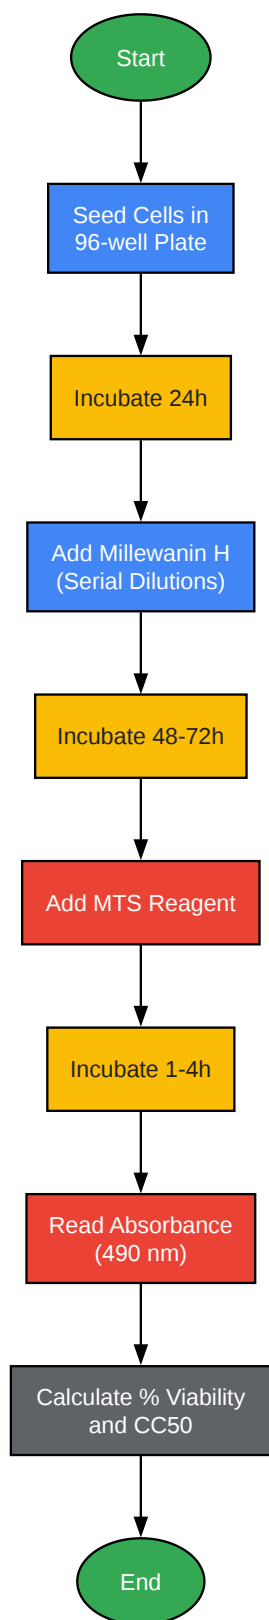 Start
Seed Cells in
96-well Plate
Incubate 24h
Add Millewanin H
(Serial Dilutions)
Incubate 48-72h
Add MTS Reagent
Incubate 1-4h
Read Absorbance
(490 nm)
Calculate % Viability
and CC50
End